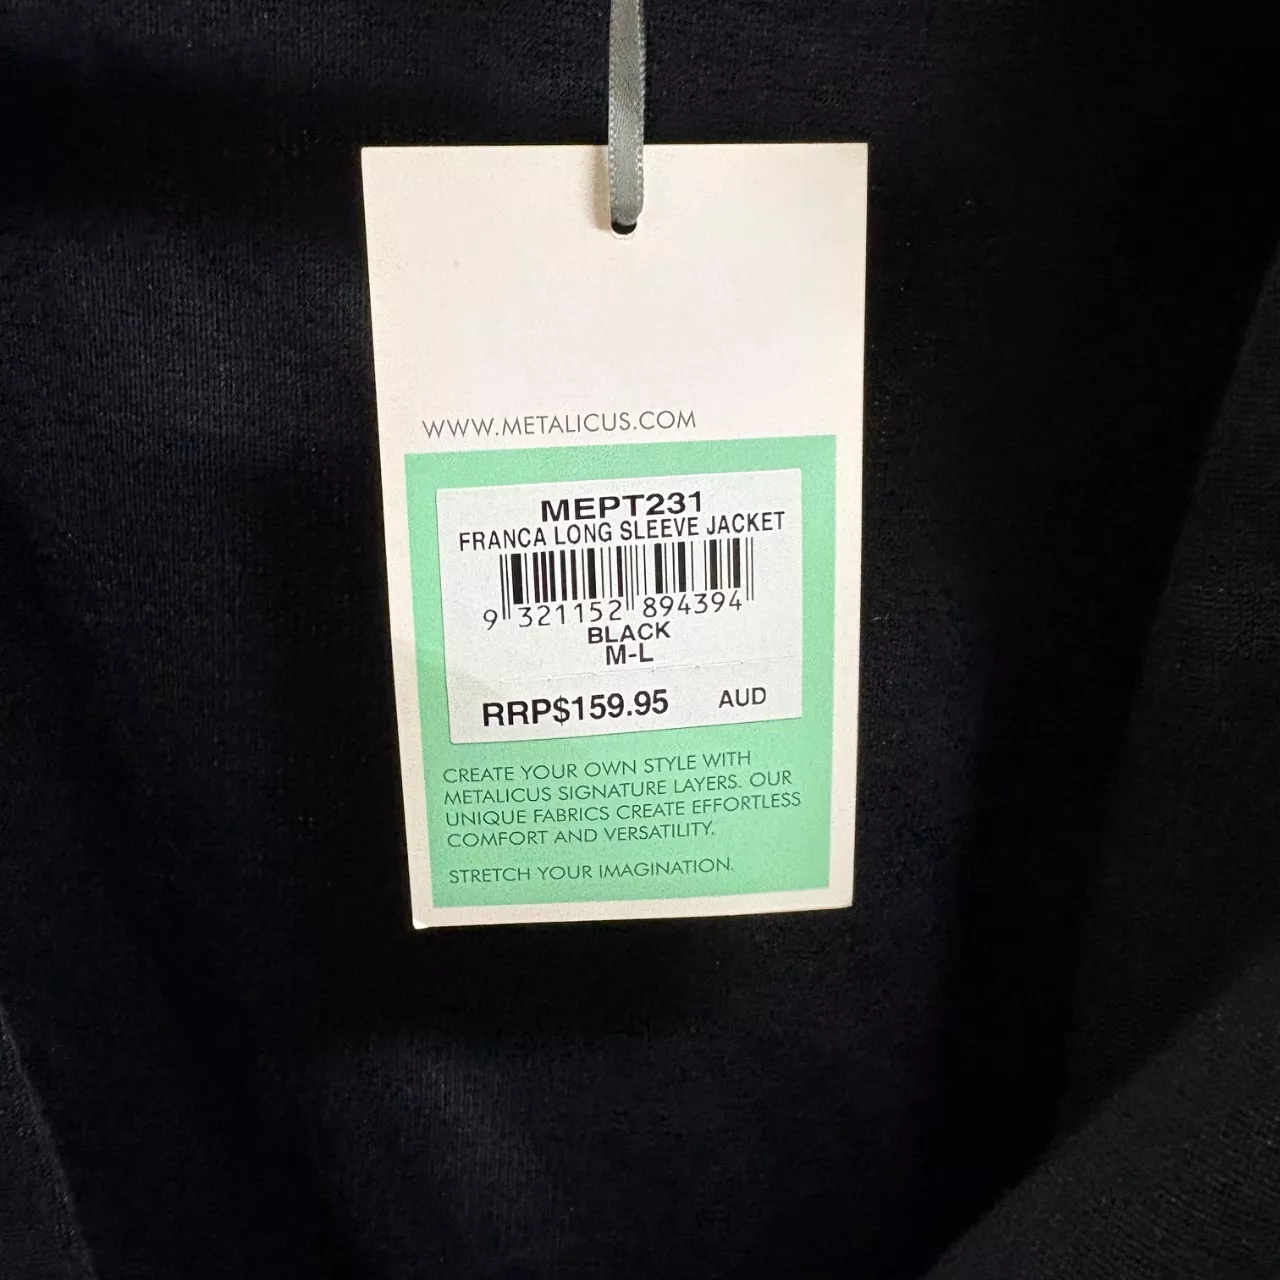 WWW.METALICUS.COM
MEPT231
FRANCA LONG SLEEVE JACKET
9 321152 894394
BLACK
M-L
RRP$159.95 AUD
CREATE YOUR OWN STYLE WITH
METALICUS SIGNATURE LAYERS. OUR
UNIQUE FABRICS CREATE EFFORTLESS
COMFORT AND VERSATILITY.
STRETCH YOUR IMAGINATION.